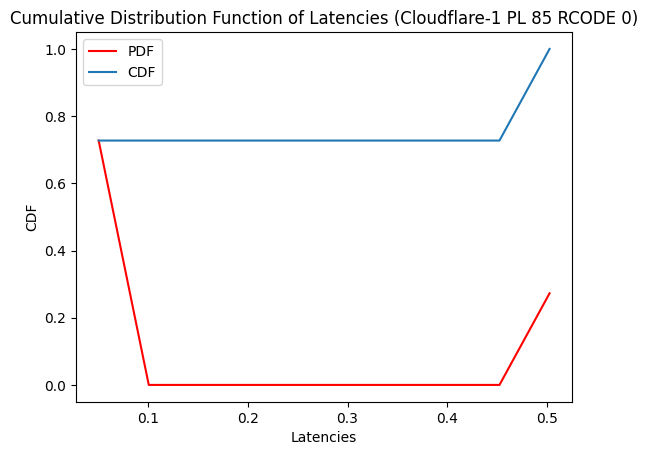 Cumulative Distribution Function of Latencies (Cloudflare-1 PL 85 RCODE 0)
PDF
CDF
1.0
0.8
0.6
0.4
0.2
0.0
CDF
0.1
0.2
0.3
0.4
0.5
Latencies